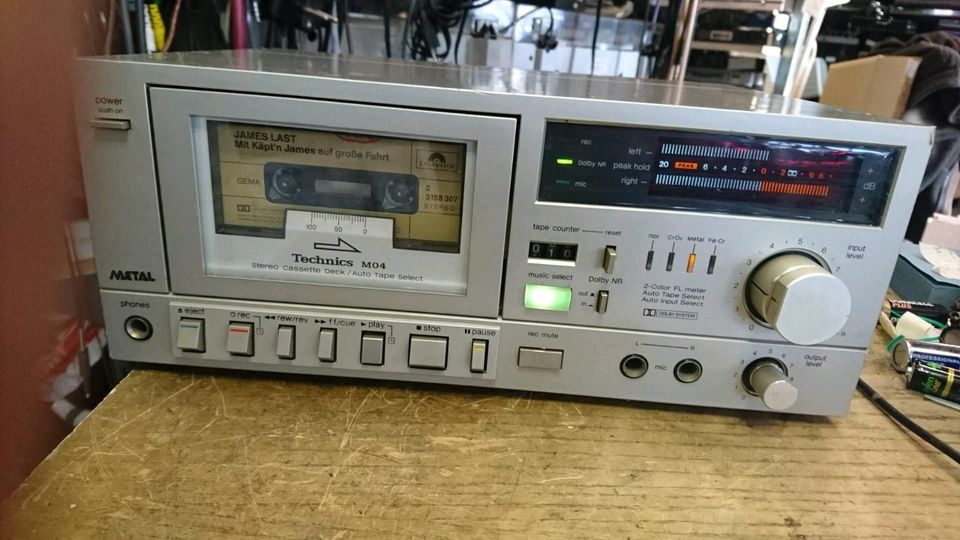 power
push on
JAMES LAST
Mit Käpt'n James auf große Fahrt
Polydor
GEMA
2
3158 307
STEREO
100 50 0
Technics M04
Stereo Cassette Deck/Auto Tape Select
METAL
phones
eject
rec
rew/rev
ff/cue
play
stop
pause
rec mute
rec
Dolby NR
mic
left
peak hold
right
20 PEAK 6 4 2 0 2 6 8
+
dB
tape counter
reset
010
Dolby NR
music select
out
in
nor CrO2 Metal Fe-Cr
2-Color FL meter
Auto Tape Select
Auto Input Select
DOLBY SYSTEM
input
level
L R
mic
output
level
PROFESSIONAL